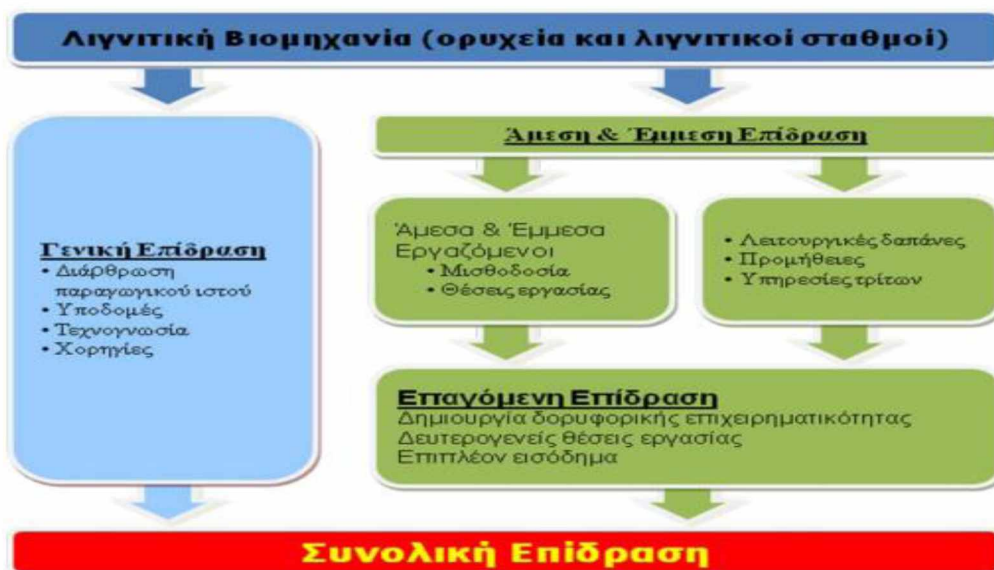 Λιγνιτική Βιομηχανία (ορυχεία και λιγνιτικοί σταθμοί)
Γενική Επίδραση
• Διάρθρωση
παραγωγικού ιστού
• Υποδομές
• Τεχνογνωσία
• Χορηγίες
Άμεση & Έμμεση Επίδραση
Άμεσα & Έμμεσα
Εργαζόμενοι
• Μισθοδοσία
• Θέσεις εργασίας
• Λειτουργικές δαπάνες
• Προμήθειες
• Υπηρεσίες τρίτων
Επαγόμενη Επίδραση
Δημιουργία δορυφορικής επιχειρηματικότητας
Δευτερογενείς θέσεις εργασίας
Επιπλέον εισόδημα
Συνολική Επίδραση